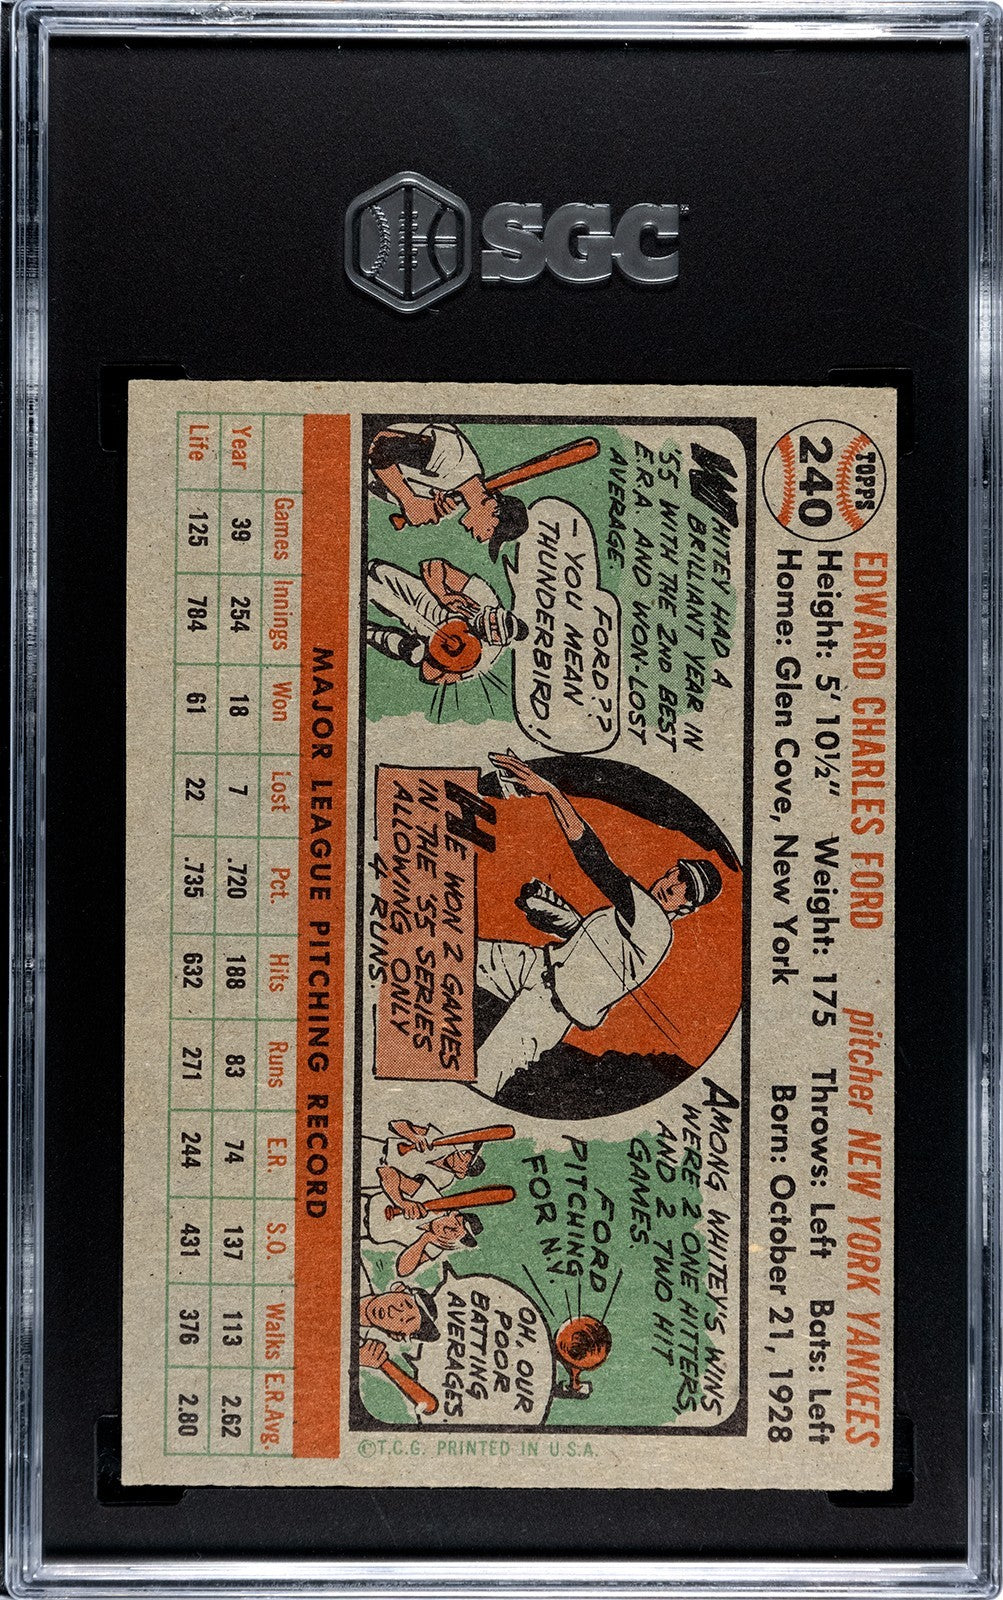 SGC
TOPPS
240
EDWARD CHARLES FORD pitcher NEW YORK YANKEES
Height: 5' 10½" Weight: 175 Throws: Left Bats: Left
Home: Glen Cove, New York Born: October 21, 1928
WHITEY HAD A
BRILLIANT YEAR IN
'55 WITH THE 2ND BEST
ERA AND WON-LOST
AVERAGE.
FORD??
—YOU MEAN
THUNDERBIRD!
HE WON 2 GAMES
IN THE '55 SERIES
ALLOWING ONLY
4 RUNS.
AMONG WHITEY'S WINS
WERE 2 ONE HITTERS,
AND 2 TWO HIT
GAMES.
FORD
PITCHING
FOR N.Y.
OH, OUR
POOR
BATTING
AVERAGES.
©T.C.G. PRINTED IN U.S.A.
MAJOR LEAGUE PITCHING RECORD
Games Innings Won Lost Pct. Hits Runs E.R. S.O. Walks E.R.Avg.
Year 39 254 18 7 .720 188 83 74 137 113 2.62
Life 125 784 61 22 .735 632 271 244 431 376 2.80